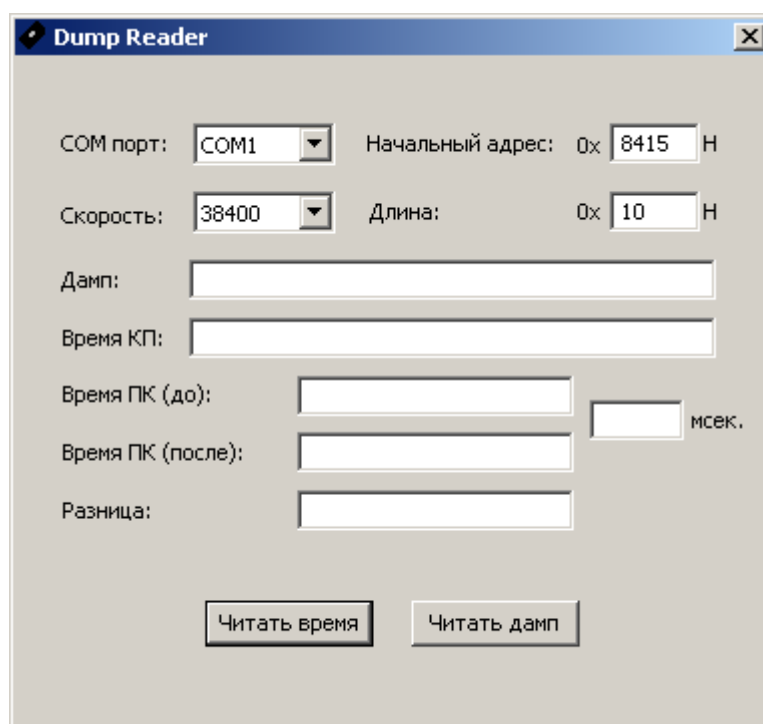 Dump Reader
COM порт: COM1 Начальный адрес: 0x 8415 H
Скорость: 38400 Длина: 0x 10 H
Дамп:
Время КП:
Время ПК (до):
мсек.
Время ПК (после):
Разница:
Читать время Читать дамп